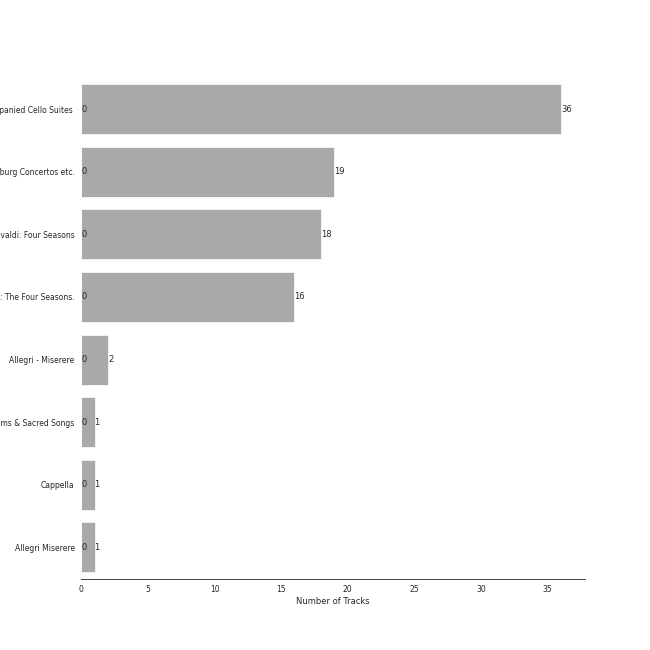 panied Cello Suites 0 36
burg Concertos etc. 0 19
valdi: Four Seasons 0 18
: The Four Seasons. 0 16
Allegri - Miserere 0 2
ms & Sacred Songs 0 1
Cappella 0 1
Allegri Miserere 0 1
0 5 10 15 20 25 30 35
Number of Tracks